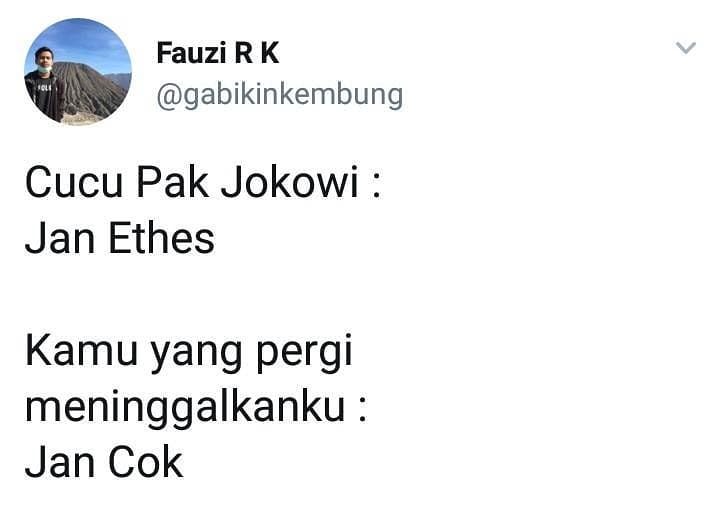 Fauzi R K
@gabikinkembung
Cucu Pak Jokowi :
Jan Ethes
Kamu yang pergi
meninggalkanku :
Jan Cok